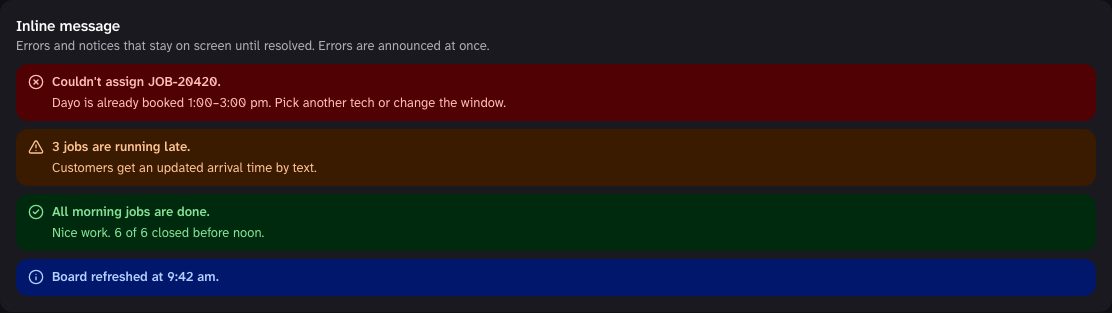 Inline message
Errors and notices that stay on screen until resolved. Errors are announced at once.
Couldn't assign JOB-20420.
Dayo is already booked 1:00–3:00 pm. Pick another tech or change the window.
3 jobs are running late.
Customers get an updated arrival time by text.
All morning jobs are done.
Nice work. 6 of 6 closed before noon.
Board refreshed at 9:42 am.